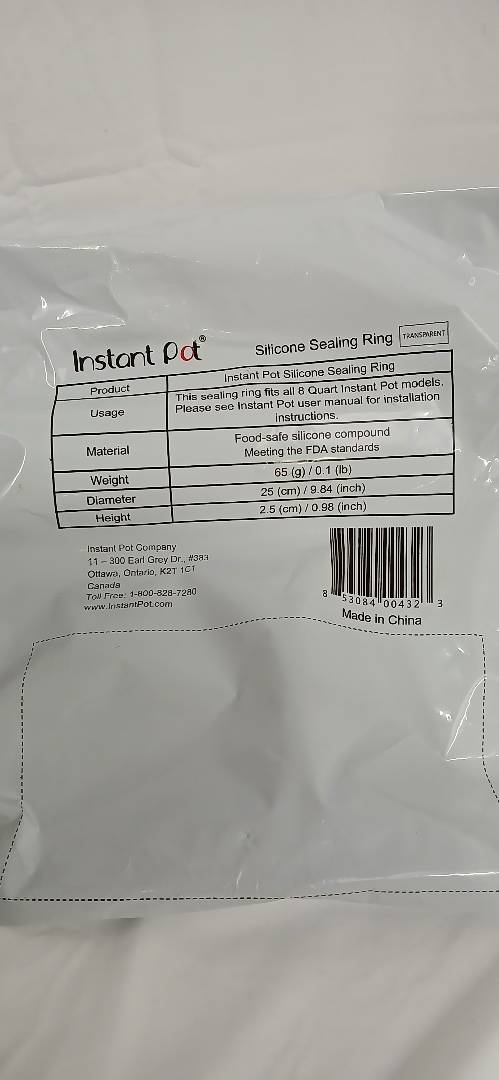 Instant Pot®
Silicone Sealing Ring TRANSPARENT
Product Instant Pot Silicone Sealing Ring
Usage This sealing ring fits all 8 Quart Instant Pot models.
Please see Instant Pot user manual for installation
instructions.
Material Food-safe silicone compound
Meeting the FDA standards
Weight 65 (g) / 0.1 (lb)
Diameter 25 (cm) / 9.84 (inch)
Height 2.5 (cm) / 0.98 (inch)
Instant Pot Company
11 – 300 Earl Grey Dr., #383
Ottawa, Ontario, K2T 1C1
Canada
Toll Free: 1-800-828-7280
www.InstantPot.com
8 53084 00432 3
Made in China